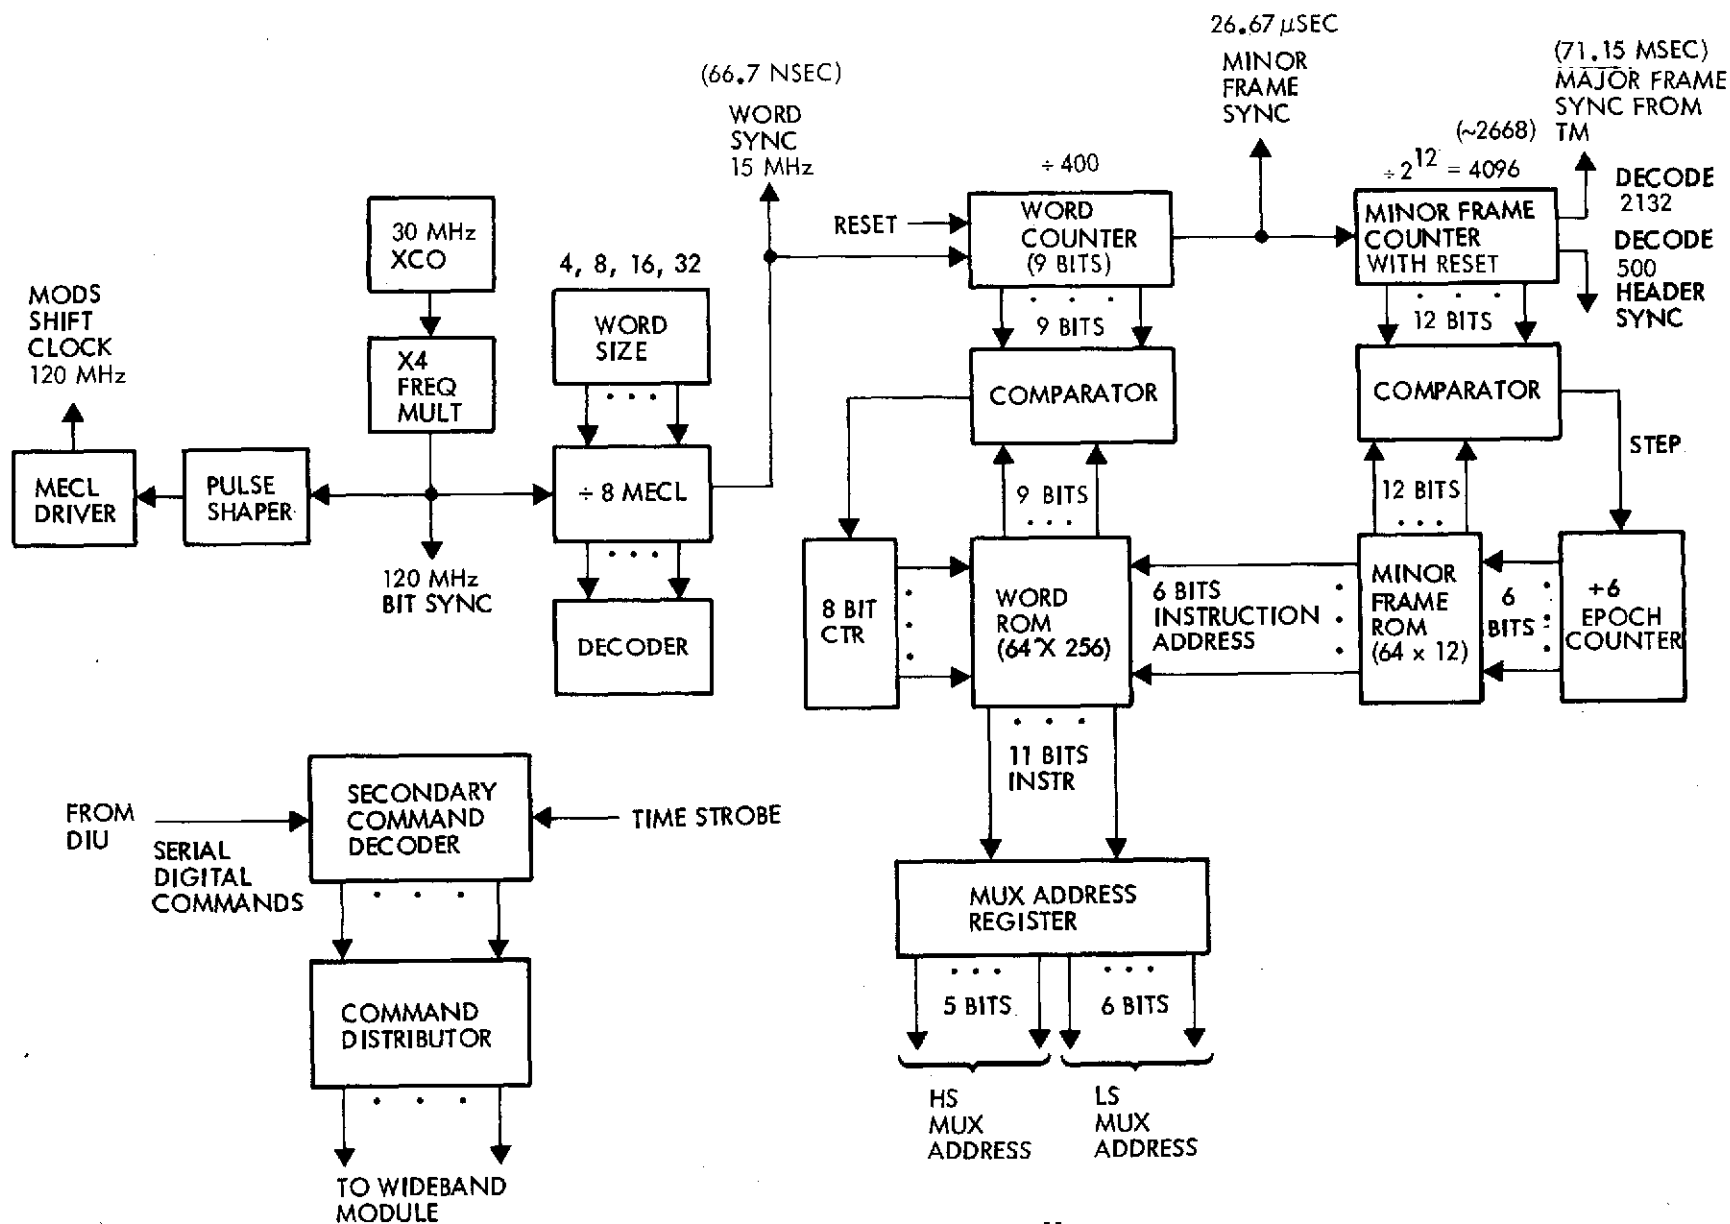 (66.7 NSEC)
WORD
SYNC
15 MHz
26.67 μSEC
MINOR
FRAME
SYNC
(71.15 MSEC)
MAJOR FRAME
SYNC FROM
TM
(~2668)
÷ 2^12 = 4096
÷ 400
DECODE
2132
DECODE
500
HEADER
SYNC
RESET
WORD
COUNTER
(9 BITS)
MINOR FRAME
COUNTER
WITH RESET
30 MHz
XCO
4, 8, 16, 32
WORD
SIZE
MODS
SHIFT
CLOCK
120 MHz
X4
FREQ
MULT
9 BITS
12 BITS
COMPARATOR
COMPARATOR
STEP
MECL
DRIVER
PULSE
SHAPER
÷ 8 MECL
9 BITS
12 BITS
120 MHz
BIT SYNC
DECODER
8 BIT
CTR
WORD
ROM
(64 X 256)
6 BITS
INSTRUCTION
ADDRESS
MINOR
FRAME
ROM
(64 x 12)
6
BITS
÷6
EPOCH
COUNTER
11 BITS
INSTR
FROM
DIU
SERIAL
DIGITAL
COMMANDS
SECONDARY
COMMAND
DECODER
TIME STROBE
MUX ADDRESS
REGISTER
COMMAND
DISTRIBUTOR
5 BITS
6 BITS
HS
MUX
ADDRESS
LS
MUX
ADDRESS
TO WIDEBAND
MODULE